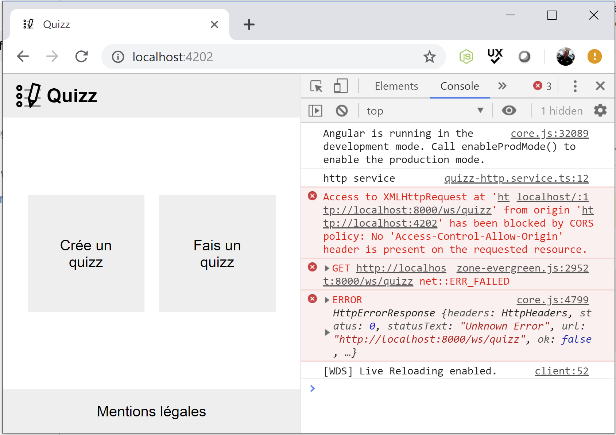 Quizz
localhost:4202
UX
Quizz
Crée un
quizz
Fais un
quizz
Mentions légales
Elements Console 3
top 1 hidden
Angular is running in the core.js:32089
development mode. Call enableProdMode() to
enable the production mode.
http service quizz-http.service.ts:12
Access to XMLHttpRequest at 'ht localhost/:1
tp://localhost:8000/ws/quizz' from origin 'ht
tp://localhost:4202' has been blocked by CORS
policy: No 'Access-Control-Allow-Origin'
header is present on the requested resource.
GET http://localhos zone-evergreen.js:2952
t:8000/ws/quizz net::ERR_FAILED
ERROR core.js:4799
HttpErrorResponse {headers: HttpHeaders, st
atus: 0, statusText: "Unknown Error", url:
"http://localhost:8000/ws/quizz", ok: false
, …}
[WDS] Live Reloading enabled. client:52